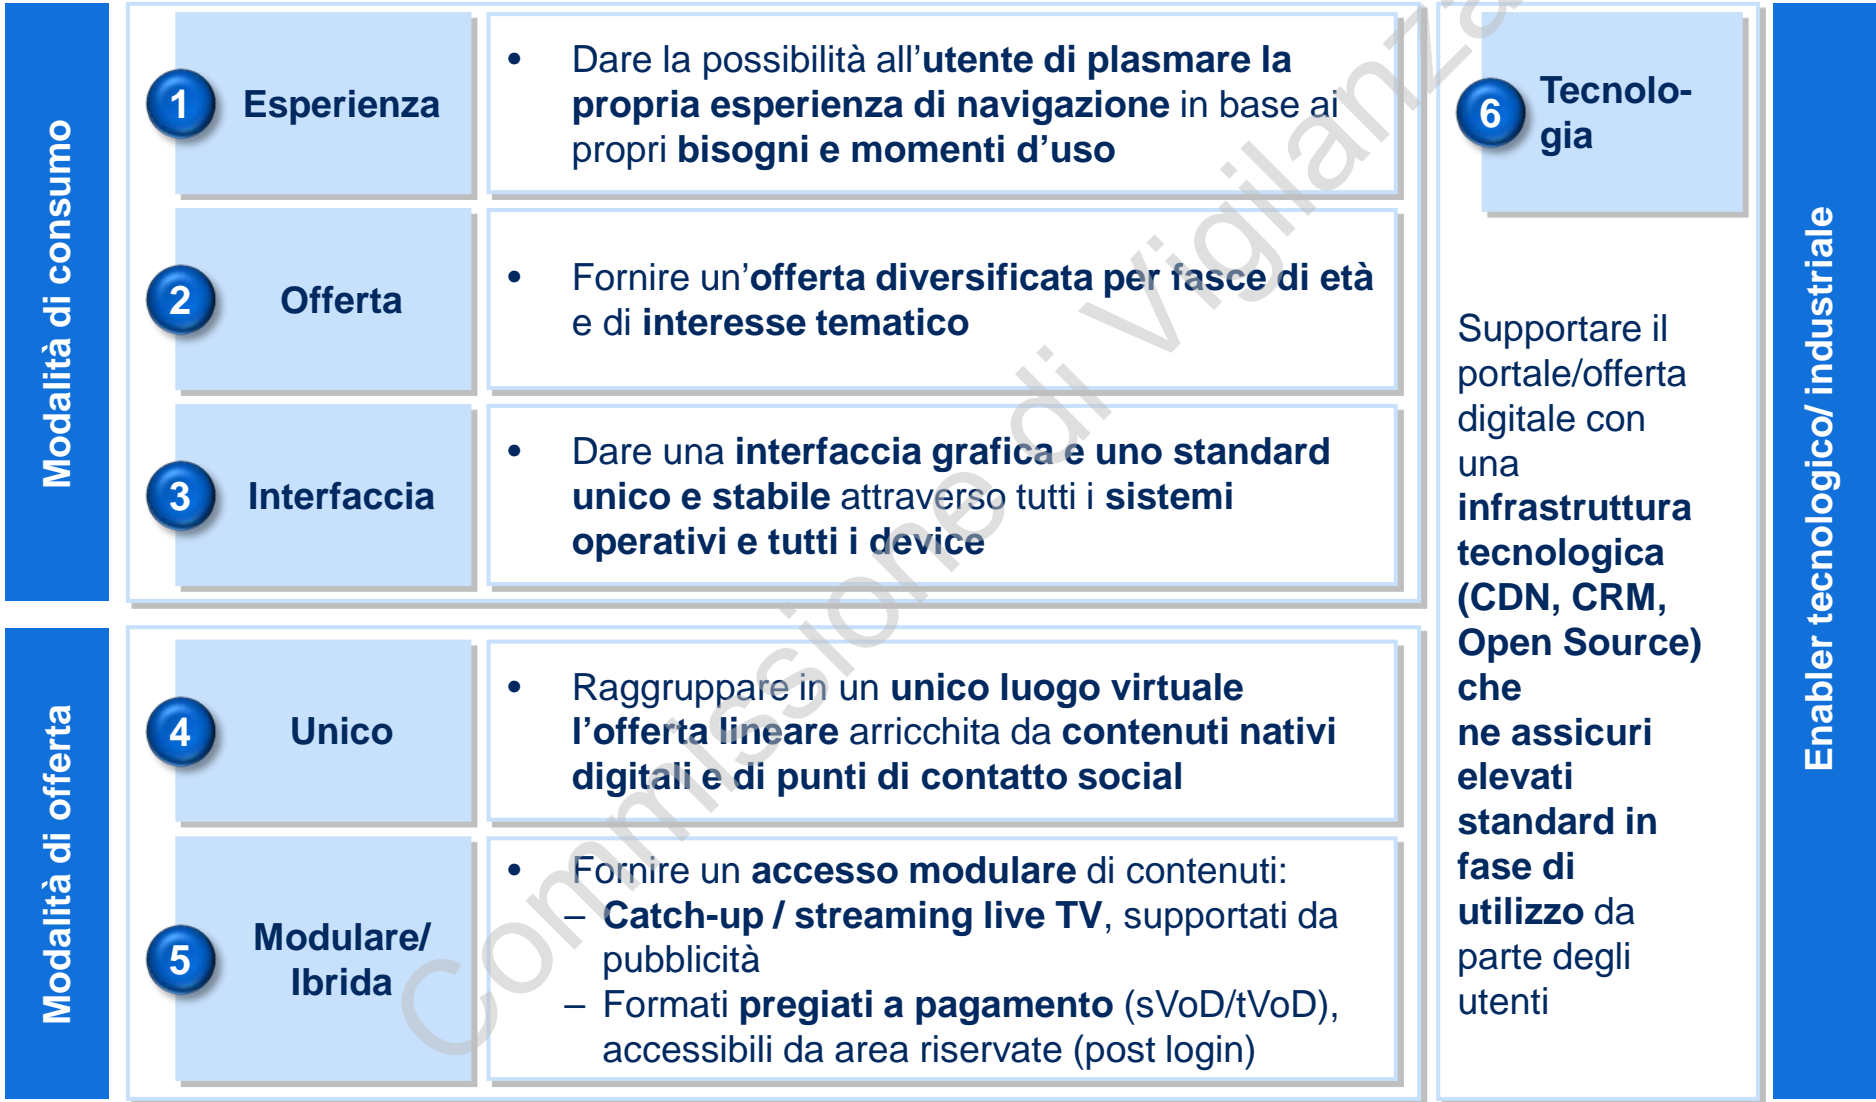 Modalità di consumo
1
Esperienza
• Dare la possibilità all’utente di plasmare la
propria esperienza di navigazione in base ai
propri bisogni e momenti d’uso
2
Offerta
• Fornire un’offerta diversificata per fasce di età
e di interesse tematico
3
Interfaccia
• Dare una interfaccia grafica e uno standard
unico e stabile attraverso tutti i sistemi
operativi e tutti i device
Modalità di offerta
4
Unico
• Raggruppare in un unico luogo virtuale
l’offerta lineare arricchita da contenuti nativi
digitali e di punti di contatto social
5
Modulare/
Ibrida
• Fornire un accesso modulare di contenuti:
– Catch-up / streaming live TV, supportati da
pubblicità
– Formati pregiati a pagamento (sVoD/tVoD),
accessibili da area riservate (post login)
6
Tecnolo-
gia
Supportare il
portale/offerta
digitale con
una
infrastruttura
tecnologica
(CDN, CRM,
Open Source)
che
ne assicuri
elevati
standard in
fase di
utilizzo da
parte degli
utenti
Enabler tecnologico/ industriale
Commissione di Vigilanza